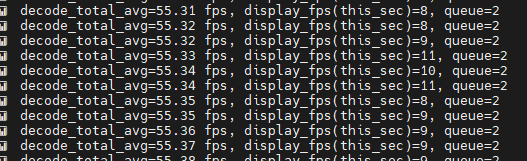 decode_total_avg=55.31 fps, display_fps(this_sec)=8, queue=2
decode_total_avg=55.32 fps, display_fps(this_sec)=8, queue=2
decode_total_avg=55.32 fps, display_fps(this_sec)=9, queue=2
decode_total_avg=55.33 fps, display_fps(this_sec)=11, queue=2
decode_total_avg=55.34 fps, display_fps(this_sec)=10, queue=2
decode_total_avg=55.34 fps, display_fps(this_sec)=11, queue=2
decode_total_avg=55.35 fps, display_fps(this_sec)=8, queue=2
decode_total_avg=55.35 fps, display_fps(this_sec)=9, queue=2
decode_total_avg=55.36 fps, display_fps(this_sec)=9, queue=2
decode_total_avg=55.37 fps, display_fps(this_sec)=9, queue=2
decode_total_avg=55.38 fps, display_fps(this_sec)=9, queue=2